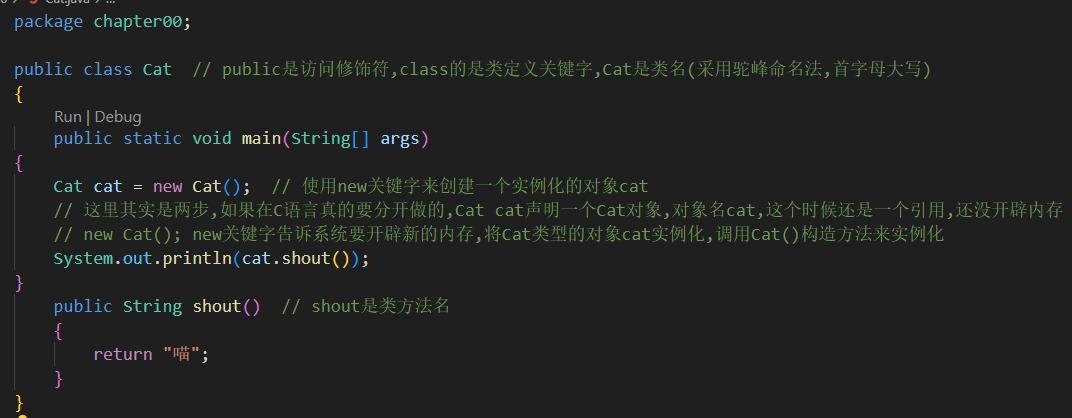 package chapter00;
public class Cat  // public是访问修饰符,class的是类定义关键字,Cat是类名(采用驼峰命名法,首字母大写)
{
Run | Debug
public static void main(String[] args)
{
Cat cat = new Cat();  // 使用new关键字来创建一个实例化的对象cat
// 这里其实是两步,如果在C语言真的要分开做的,Cat cat声明一个Cat对象,对象名cat,这个时候还是一个引用,还没开辟内存
// new Cat(); new关键字告诉系统要开辟新的内存,将Cat类型的对象cat实例化,调用Cat()构造方法来实例化
System.out.println(cat.shout());
}
public String shout()  // shout是类方法名
{
return "喵";
}
}